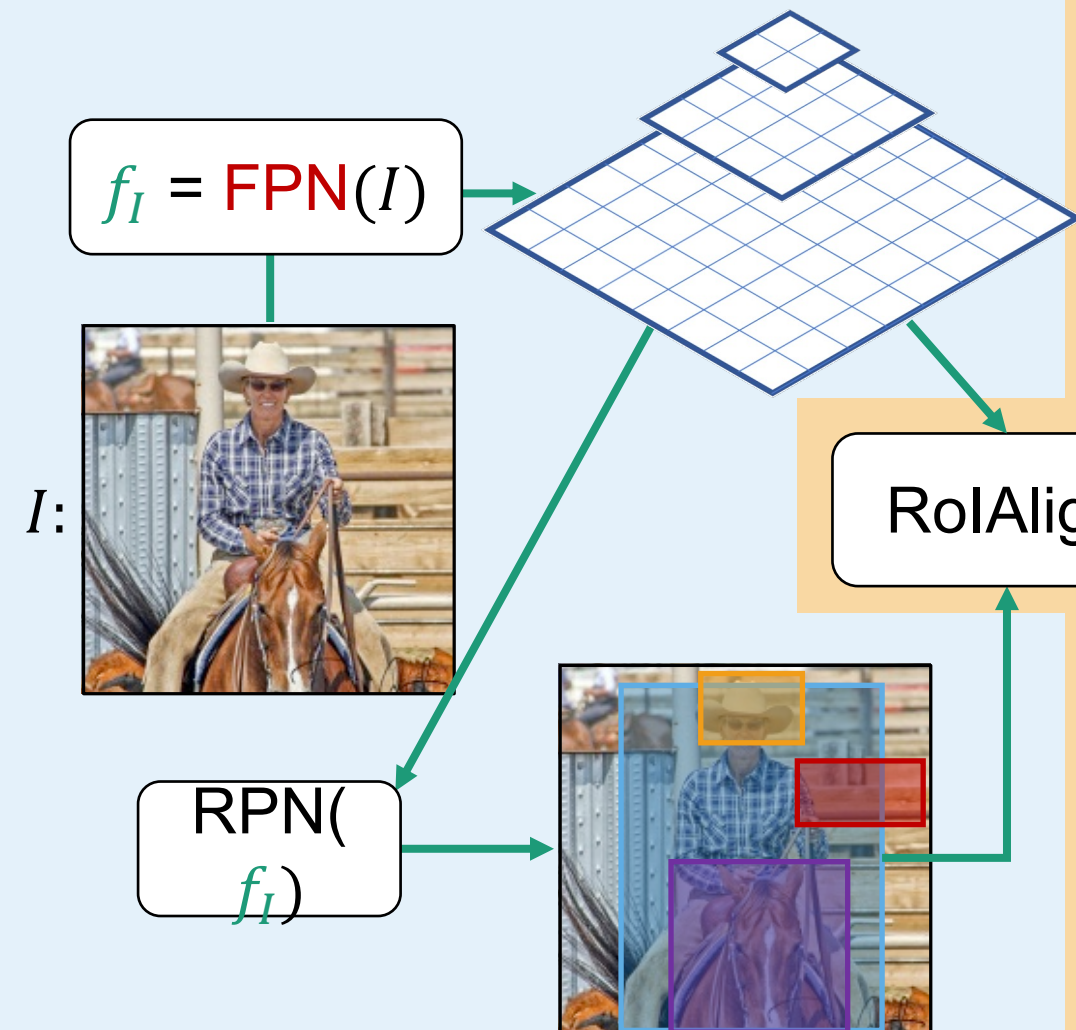 f_I = FPN(I)
I:
RoIAlig
RPN(
f_I)